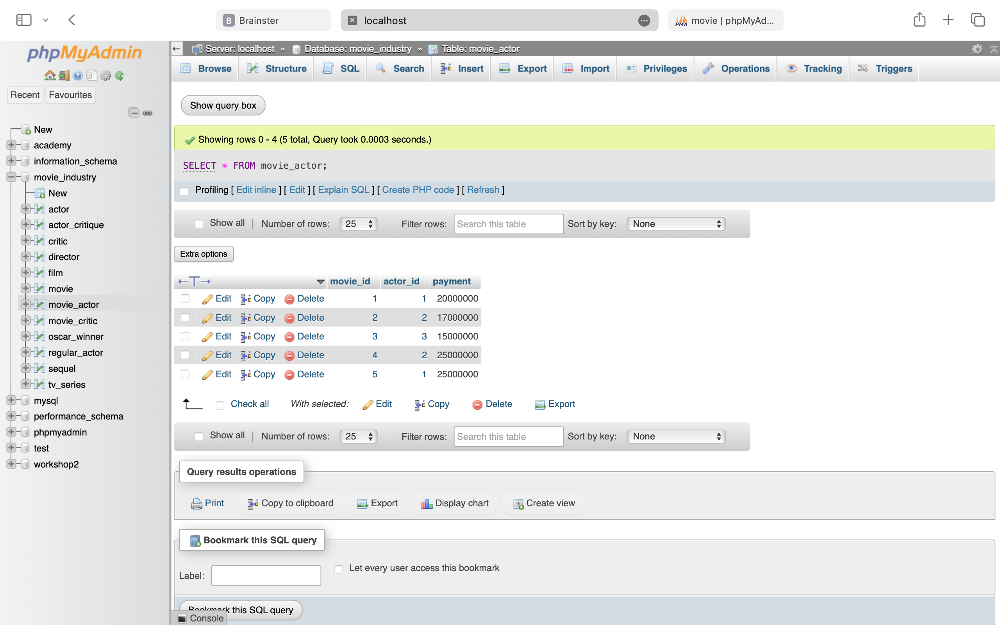 Brainster
localhost
movie | phpMyAd...
phpMyAdmin
Recent Favourites
New
academy
information_schema
movie_industry
New
actor
actor_critique
critic
director
film
movie
movie_actor
movie_critic
oscar_winner
regular_actor
sequel
tv_series
mysql
performance_schema
phpmyadmin
test
workshop2
Server: localhost » Database: movie_industry » Table: movie_actor
Browse Structure SQL Search Insert Export Import Privileges Operations Tracking Triggers
Show query box
Showing rows 0 - 4 (5 total, Query took 0.0003 seconds.)
SELECT * FROM movie_actor;
Profiling [ Edit inline ] [ Edit ] [ Explain SQL ] [ Create PHP code ] [ Refresh ]
Show all | Number of rows: 25 Filter rows: Search this table Sort by key: None
Extra options
←T→ movie_id actor_id payment
Edit Copy Delete 1 1 20000000
Edit Copy Delete 2 2 17000000
Edit Copy Delete 3 3 15000000
Edit Copy Delete 4 2 25000000
Edit Copy Delete 5 1 25000000
Check all With selected: Edit Copy Delete Export
Show all | Number of rows: 25 Filter rows: Search this table Sort by key: None
Query results operations
Print Copy to clipboard Export Display chart Create view
Bookmark this SQL query
Label: Let every user access this bookmark
Bookmark this SQL query
Console